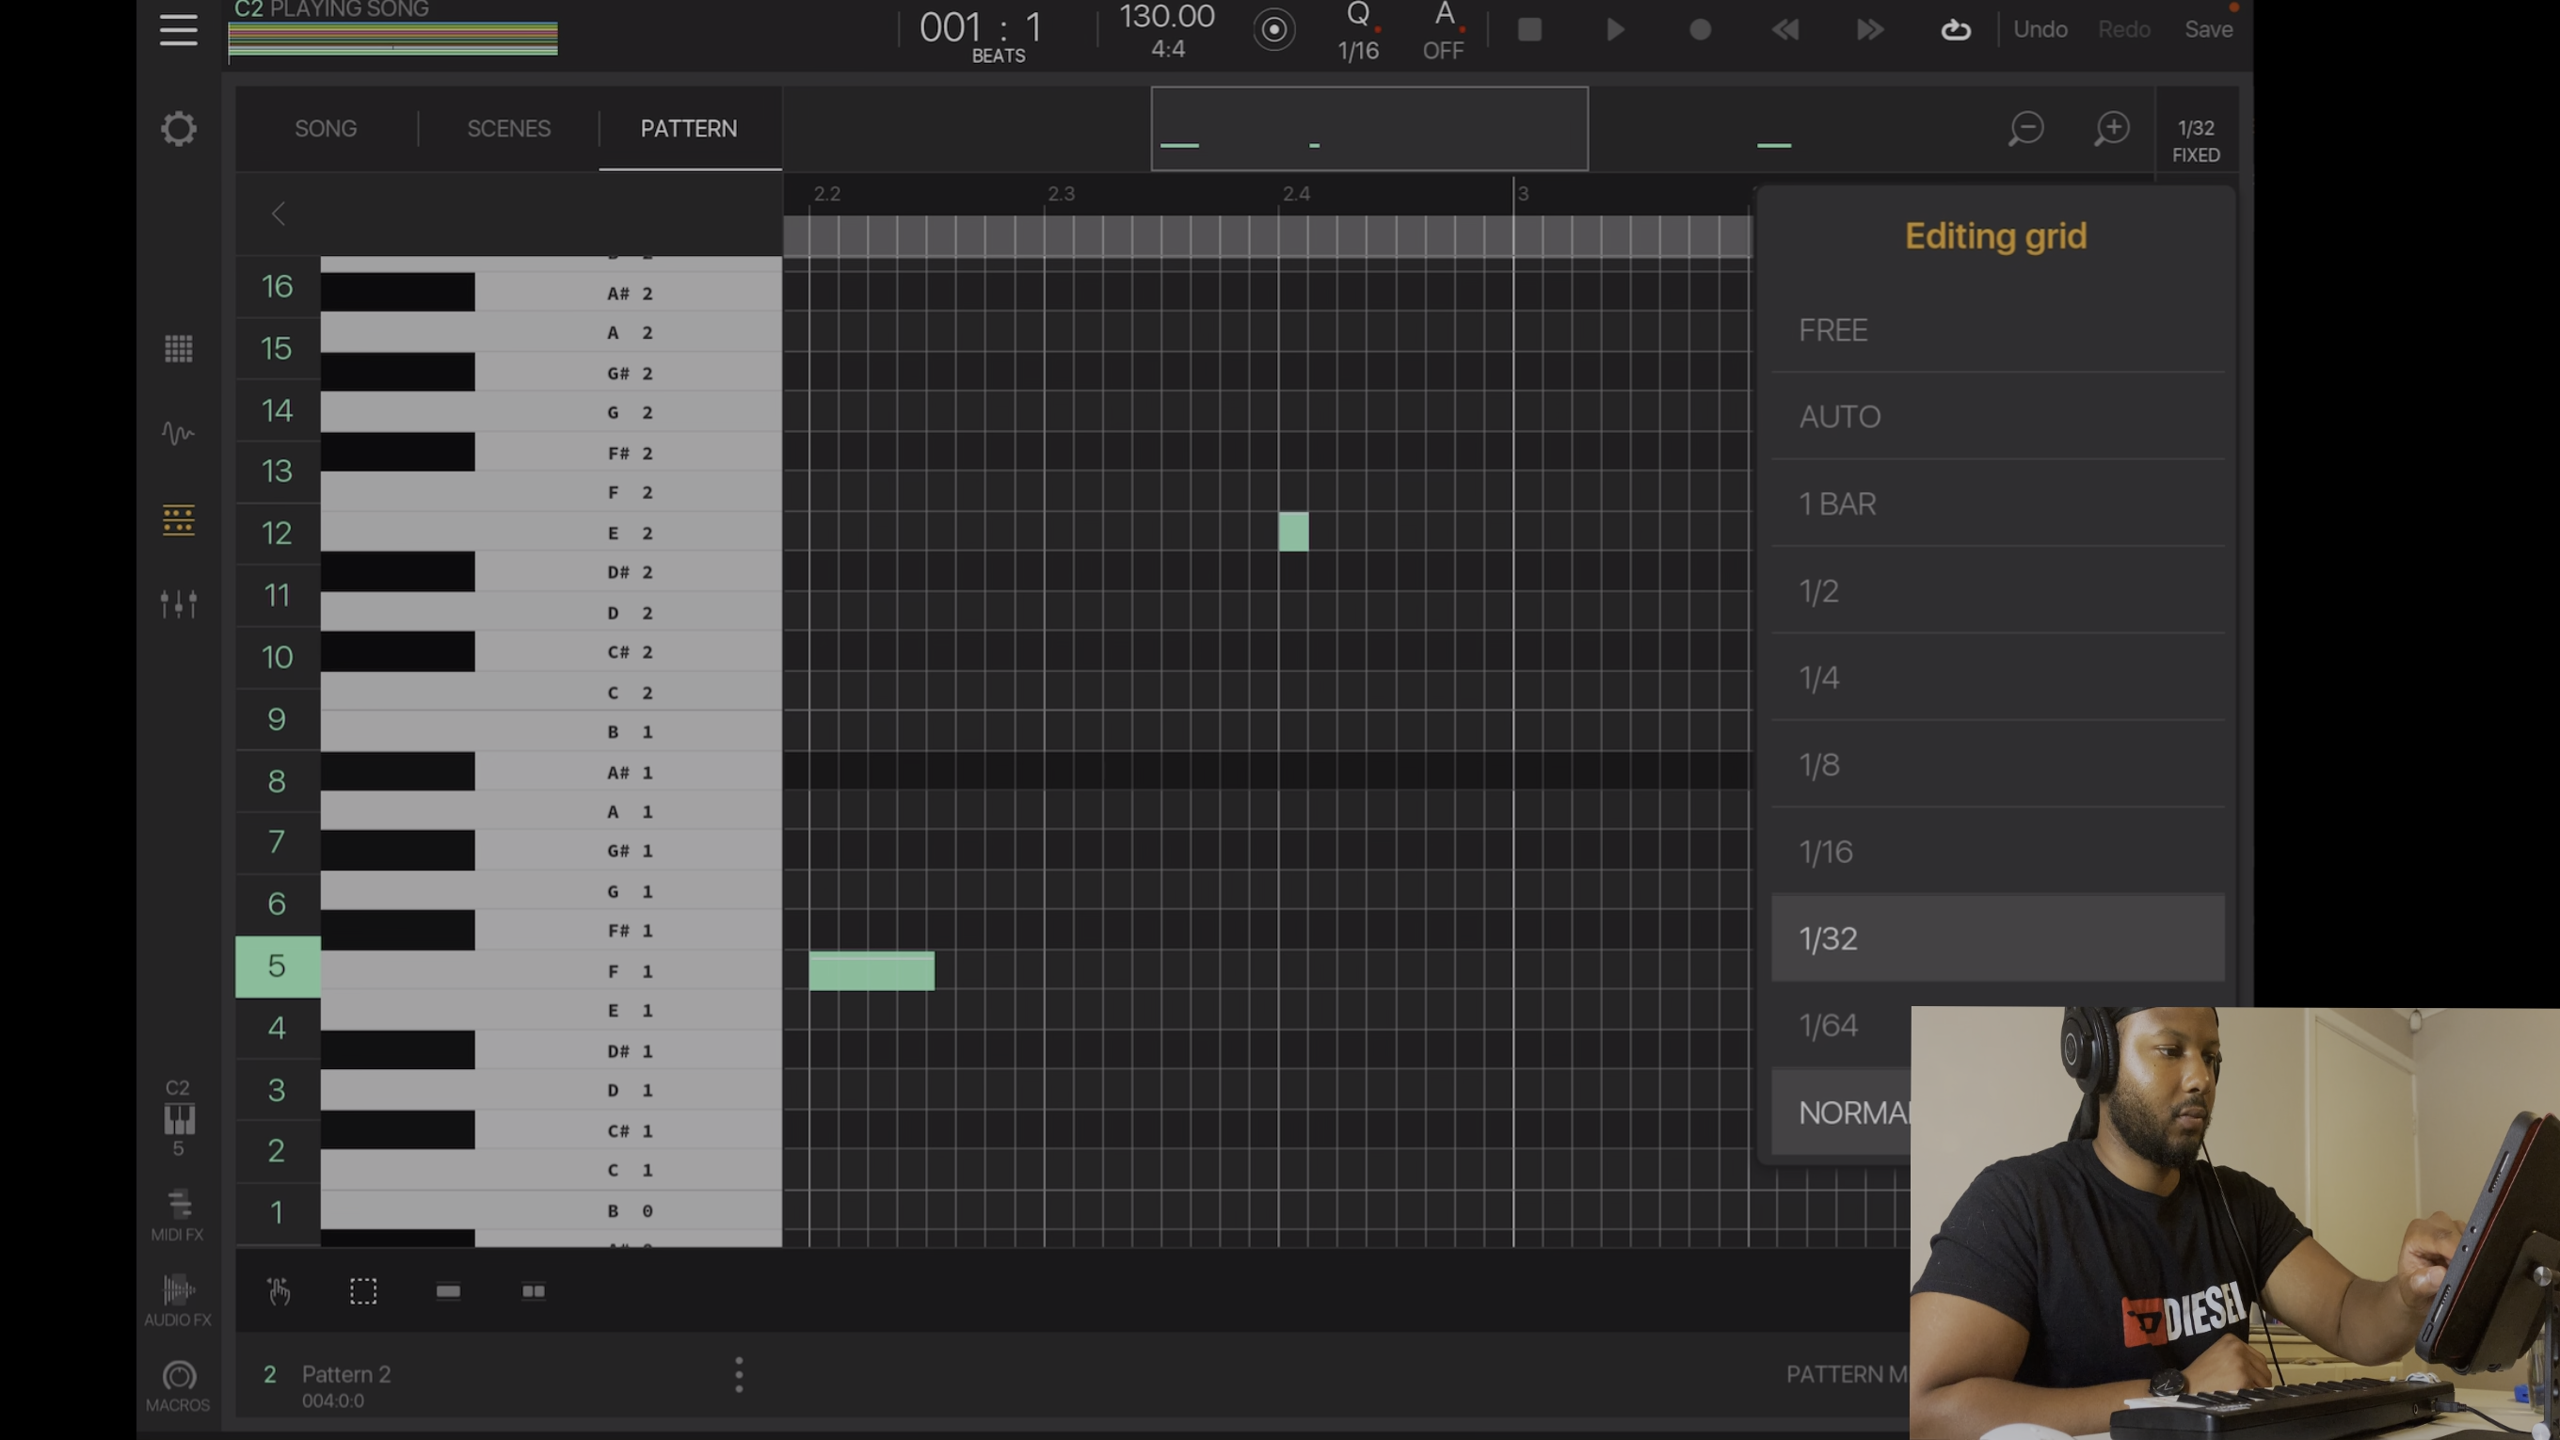 C2 PLAYING SONG
001 : 1
BEATS
130.00
4:4
Q
1/16
A
OFF
Undo
Redo
Save
SONG
SCENES
PATTERN
1/32
FIXED
2.2
2.3
2.4
3
Editing grid
FREE
AUTO
1 BAR
1/2
1/4
1/8
1/16
1/32
1/64
NORMAL
16
15
14
13
12
11
10
9
8
7
6
5
4
3
2
1
A# 2
A 2
G# 2
G 2
F# 2
F 2
E 2
D# 2
D 2
C# 2
C 2
B 1
A# 1
A 1
G# 1
G 1
F# 1
F 1
E 1
D# 1
D 1
C# 1
C 1
B 0
C2
5
MIDI FX
AUDIO FX
MACROS
2 Pattern 2
004:0:0
PATTERN M
DIESEL